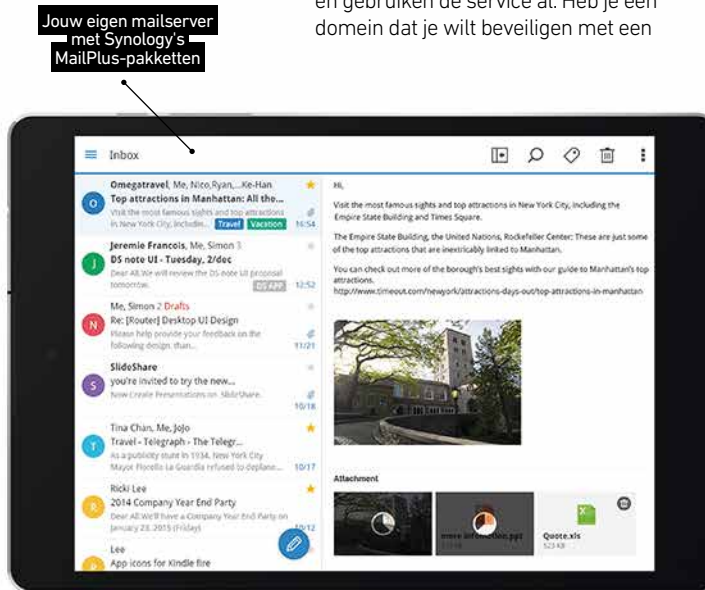 en gebruiken de service al. Heb je een
domein dat je wilt beveiligen met een
Jouw eigen mailserver
met Synology's
MailPlus-pakketten
Inbox
Omegatravel, Me, Nico,Ryan,...Ke-Han
Top attractions in Manhattan: All the...
Visit the most famous sights and top attractions
in New York City, includin... Travel Vacation 16:54
Jeremie Francois, Me, Simon 3
DS note UI - Tuesday, 2/dec
Dear All:We will review the DS note UI proposal
tomorrow. DS APP 12:52
Me, Simon 2 Drafts
Re: [Router] Desktop UI Design
Please help provide your feedback on the
following design, than... 11/21
SlideShare
you're invited to try the new...
Now Create Presentations on SlideShare.
10/18
Tina Chan, Me, JoJo
Travel - Telegraph - The Telegr...
As a publicity stunt in 1934, New York City
Mayor Fiorello La Guardia refused to deplane... 10/17
Ricki Lee
2014 Company Year End Party
Dear All:We'll have a Company Year End Party on
January 23, 2015 (Friday) 10/12
Lee
App icons for Kindle fire
O
J
N
S
T
R
Hi,
Visit the most famous sights and top attractions in New York City, including the
Empire State Building and Times Square.
The Empire State Building, the United Nations, Rockefeller Center: These are just some
of the top attractions that are inextricably linked to Manhattan.
You can check out more of the borough's best sights with our guide to Manhattan's top
attractions.
http://www.timeout.com/newyork/attractions-days-out/top-attractions-in-manhattan
Attachment
Quote.xls
523 KB